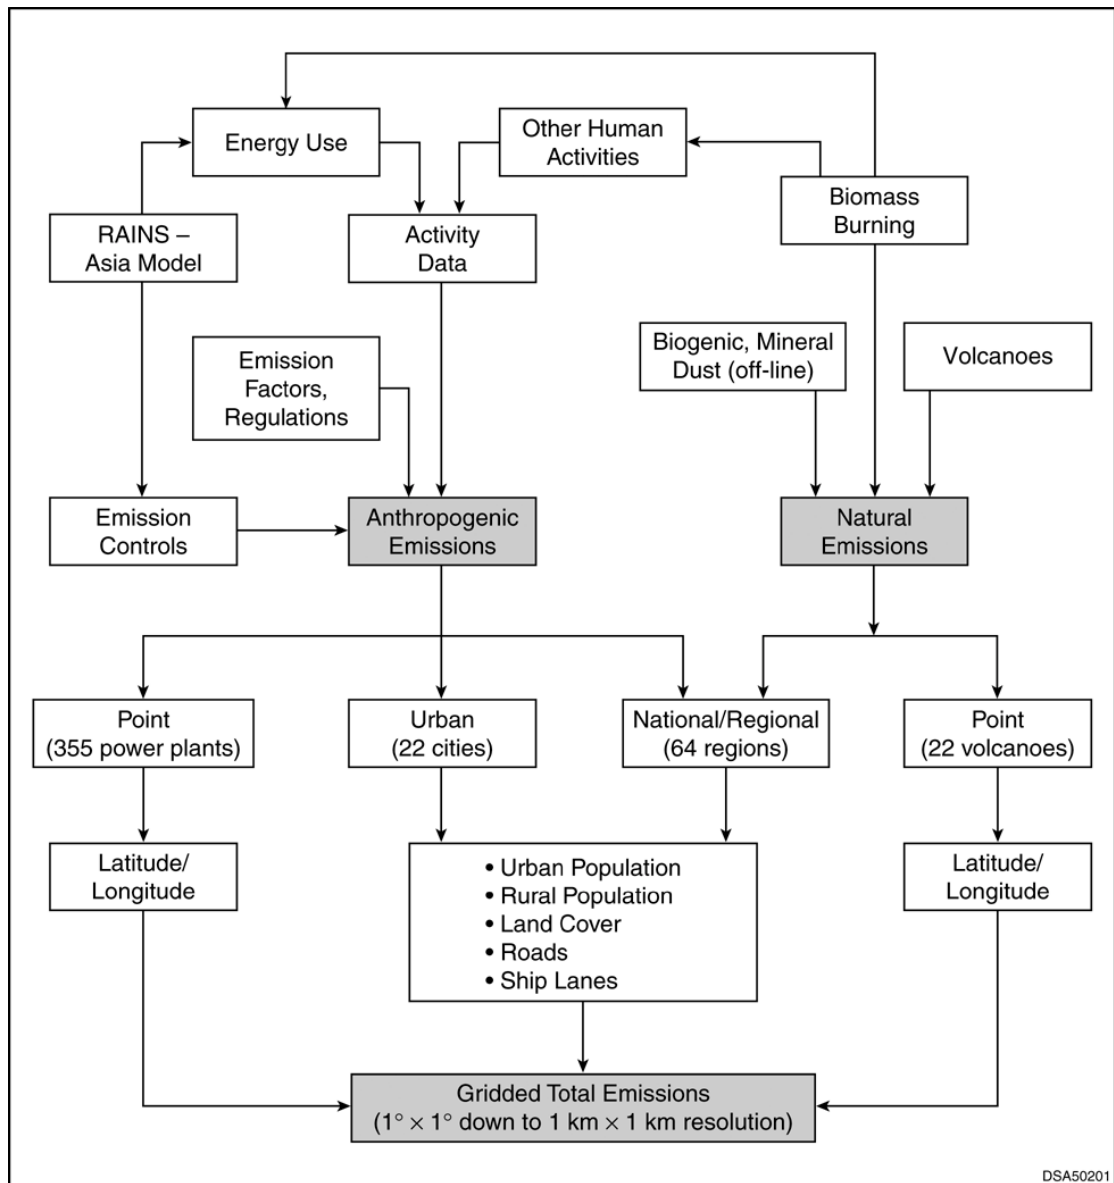 Energy Use
Other Human
Activities
Biomass
Burning
RAINS –
Asia Model
Activity
Data
Emission
Factors,
Regulations
Biogenic, Mineral
Dust (off-line)
Volcanoes
Emission
Controls
Anthropogenic
Emissions
Natural
Emissions
Point
(355 power plants)
Urban
(22 cities)
National/Regional
(64 regions)
Point
(22 volcanoes)
Latitude/
Longitude
• Urban Population
• Rural Population
• Land Cover
• Roads
• Ship Lanes
Latitude/
Longitude
Gridded Total Emissions
(1° × 1° down to 1 km × 1 km resolution)
DSA50201